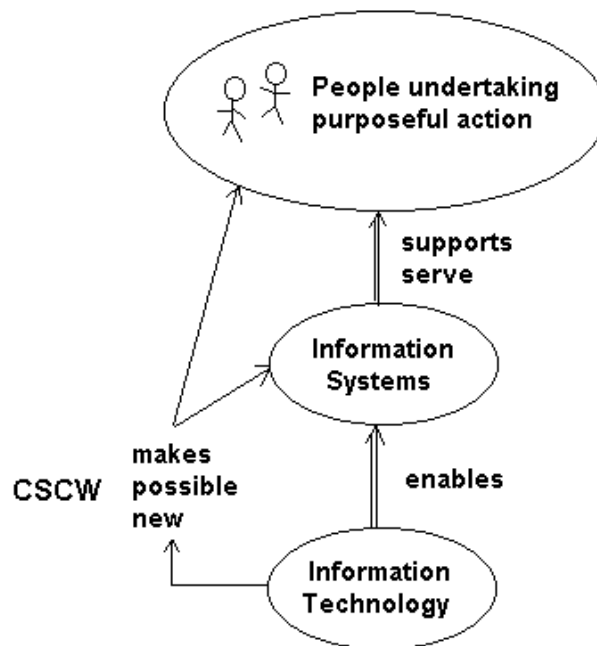 People undertaking
purposeful action
supports
serve
Information
Systems
CSCW
makes
possible
new
enables
Information
Technology